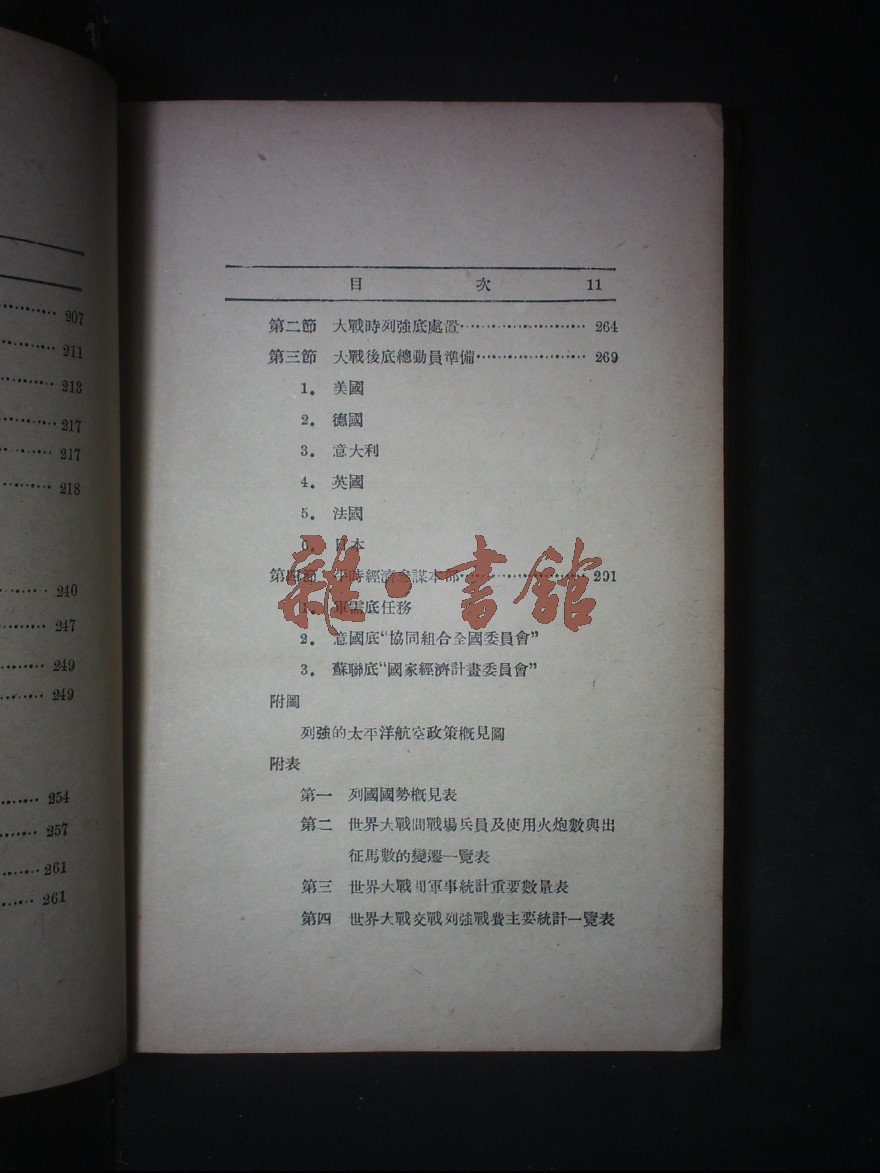 207
211
213
217
217
218
240
247
249
249
254
257
261
261
目 次 11
第二節 大戰時列強底處置························ 264
第三節 大戰後底總動員準備····················· 269
1. 美國
2. 德國
3. 意大利
4. 英國
5. 法國
6. 日本
第四節 平時經濟參謀本部························ 291
1. 軍需底任務
2. 意國底“協同組合全國委員會”
3. 蘇聯底“國家經濟計畫委員會”
附圖
列強的太平洋航空政策概見圖
附表
第一 列國國勢概見表
第二 世界大戰間戰場兵員及使用火炮數與出
征馬數的變遷一覽表
第三 世界大戰間軍事統計重要數量表
第四 世界大戰交戰列強戰費主要統計一覽表
雜·書館